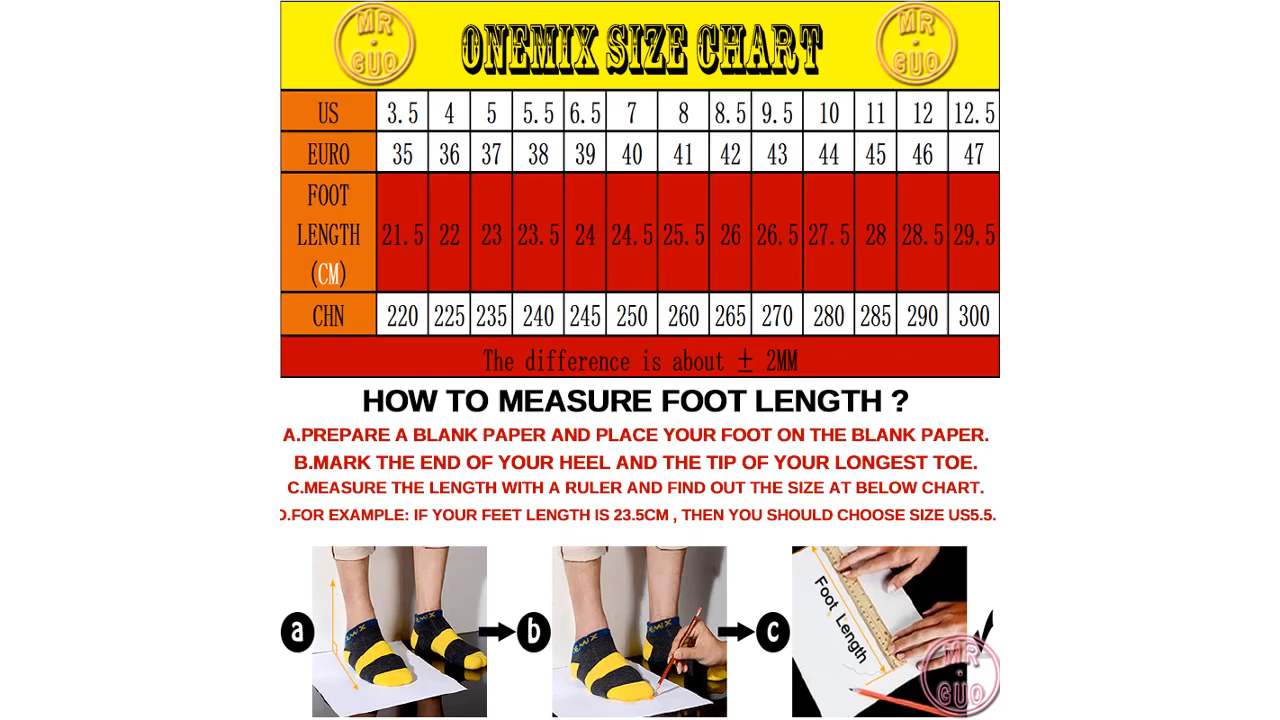 MR
GUO
ONEMIX SIZE CHART
MR
GUO
US 3.5 4 5 5.5 6.5 7 8 8.5 9.5 10 11 12 12.5
EURO 35 36 37 38 39 40 41 42 43 44 45 46 47
FOOT
LENGTH 21.5 22 23 23.5 24 24.5 25.5 26 26.5 27.5 28 28.5 29.5
(CM)
CHN 220 225 235 240 245 250 260 265 270 280 285 290 300
The difference is about ± 2MM
HOW TO MEASURE FOOT LENGTH ?
A.PREPARE A BLANK PAPER AND PLACE YOUR FOOT ON THE BLANK PAPER.
B.MARK THE END OF YOUR HEEL AND THE TIP OF YOUR LONGEST TOE.
C.MEASURE THE LENGTH WITH A RULER AND FIND OUT THE SIZE AT BELOW CHART.
D.FOR EXAMPLE: IF YOUR FEET LENGTH IS 23.5CM , THEN YOU SHOULD CHOOSE SIZE US5.5.
a
b
c
Foot Length
MR
GUO